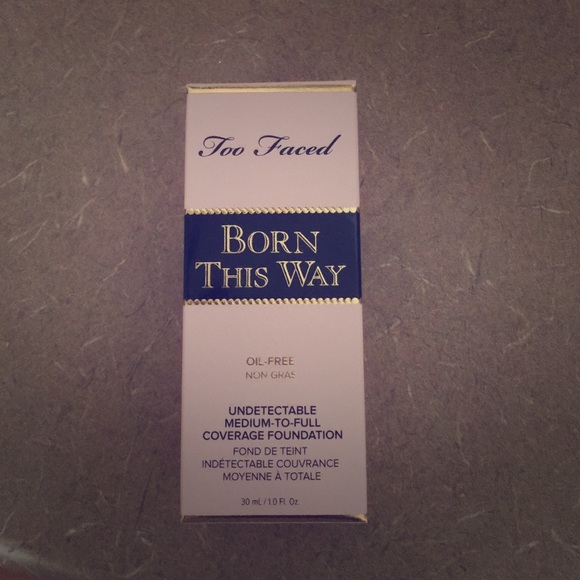 Too Faced
BORN
THIS WAY
OIL-FREE
NON GRAS
UNDETECTABLE
MEDIUM-TO-FULL
COVERAGE FOUNDATION
FOND DE TEINT
INDÉTECTABLE COUVRANCE
MOYENNE À TOTALE
30 mL / 1.0 Fl. Oz.